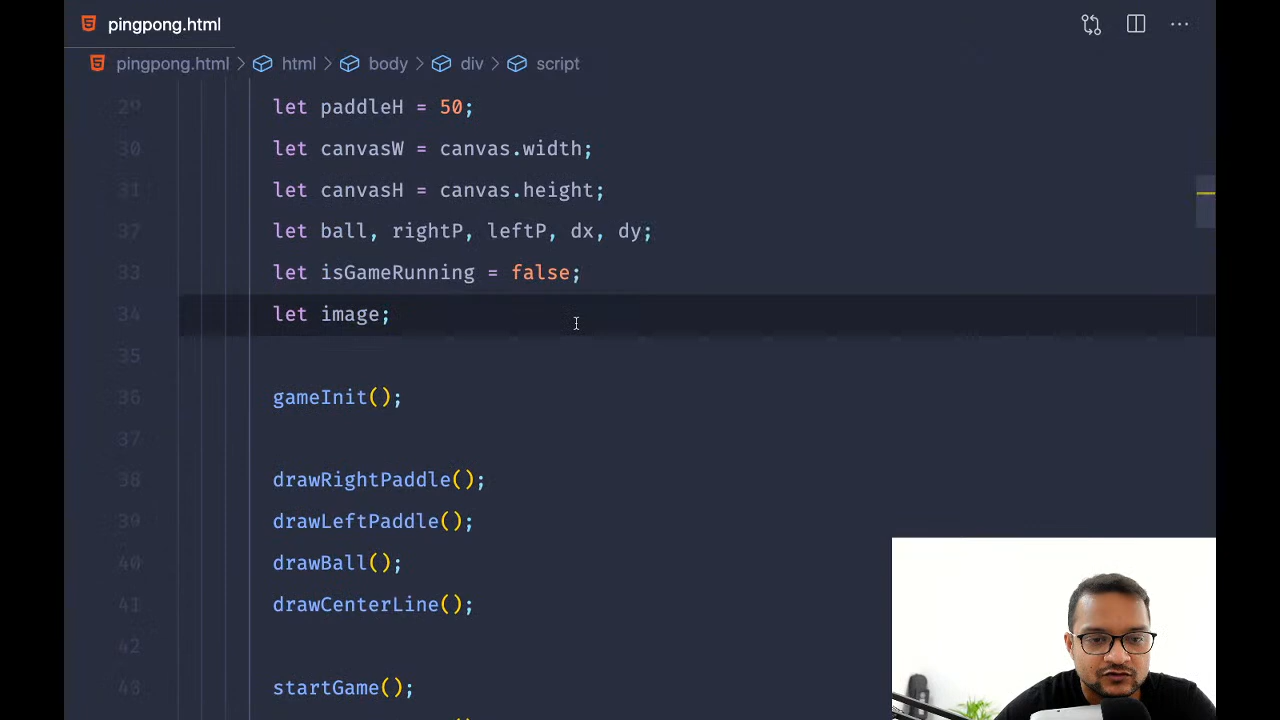 pingpong.html
pingpong.html > html > body > div > script
29 let paddleH = 50;
30 let canvasW = canvas.width;
31 let canvasH = canvas.height;
37 let ball, rightP, leftP, dx, dy;
33 let isGameRunning = false;
34 let image;
35
36 gameInit();
37
38 drawRightPaddle();
39 drawLeftPaddle();
40 drawBall();
41 drawCenterLine();
42
43 startGame();